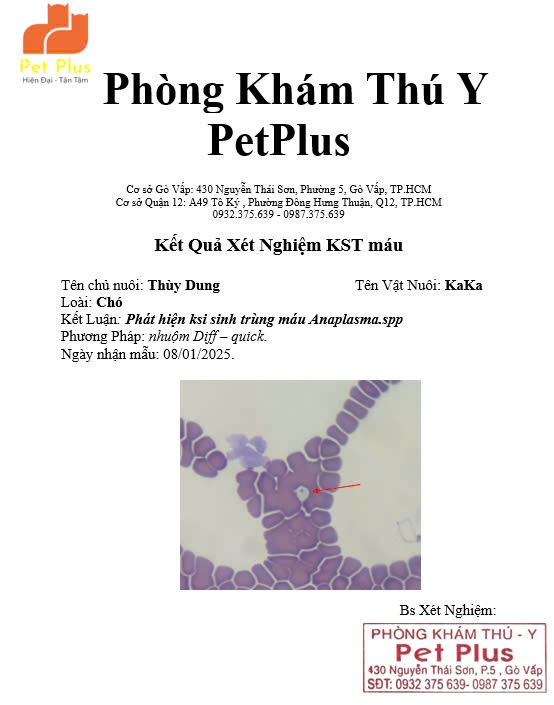 Pet Plus
Hiện Đại - Tận Tâm
Phòng Khám Thú Y
PetPlus
Cơ sở Gò Vấp: 430 Nguyễn Thái Sơn, Phường 5, Gò Vấp, TP.HCM
Cơ sở Quận 12: A49 Tô Ký , Phường Đông Hưng Thuận, Q12, TP.HCM
0932.375.639 - 0987.375.639
Kết Quả Xét Nghiệm KST máu
Tên chủ nuôi: Thùy Dung Tên Vật Nuôi: KaKa
Loài: Chó
Kết Luận: Phát hiện ksi sinh trùng máu Anaplasma.spp
Phương Pháp: nhuộm Diff – quick.
Ngày nhận mẫu: 08/01/2025.
Bs Xét Nghiệm:
PHÒNG KHÁM THÚ - Y
Pet Plus
430 Nguyễn Thái Sơn, P.5 , Gò Vấp
SĐT: 0932 375 639- 0987 375 639